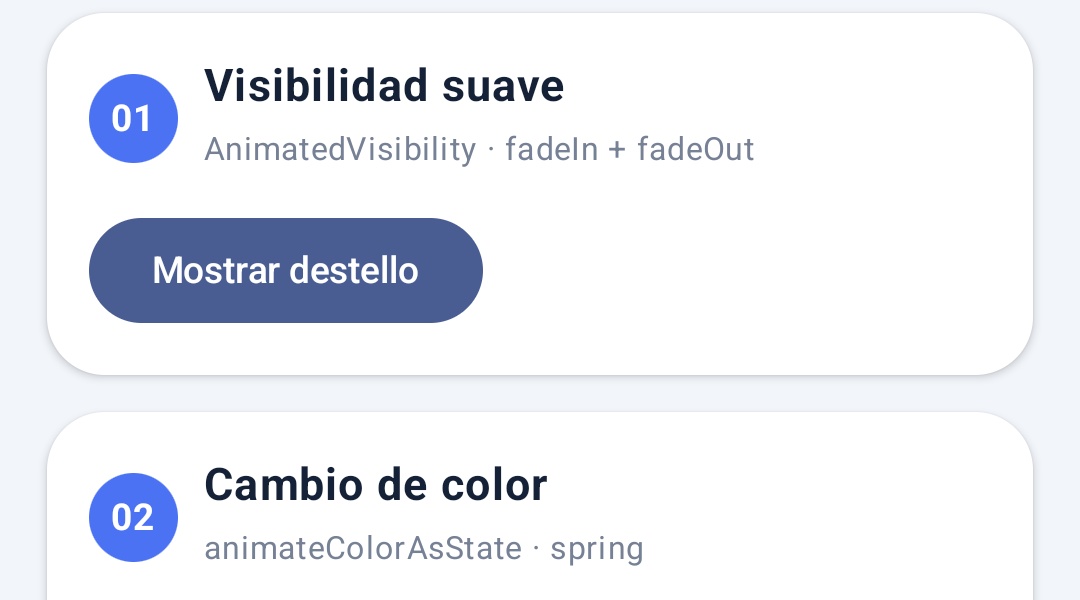 01
Visibilidad suave
AnimatedVisibility · fadeIn + fadeOut
Mostrar destello
02
Cambio de color
animateColorAsState · spring